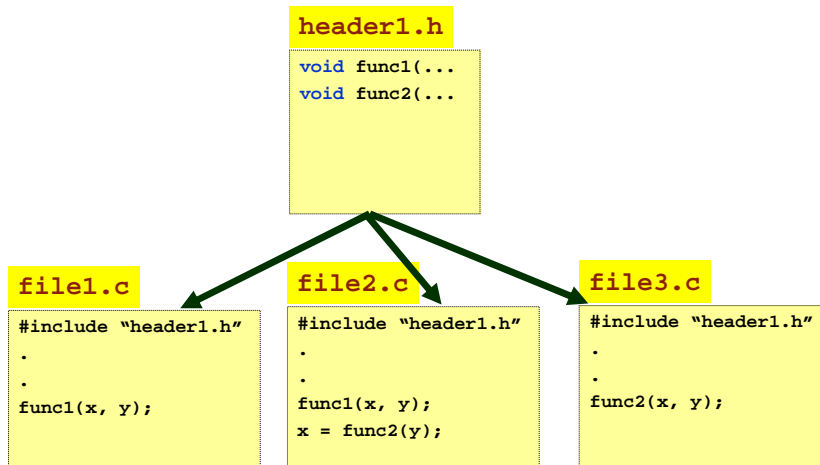 header1.h
void func1(...
void func2(...
file1.c
#include “header1.h”
.
.
func1(x, y);
file2.c
#include “header1.h”
.
.
func1(x, y);
x = func2(y);
file3.c
#include “header1.h”
.
.
func2(x, y);